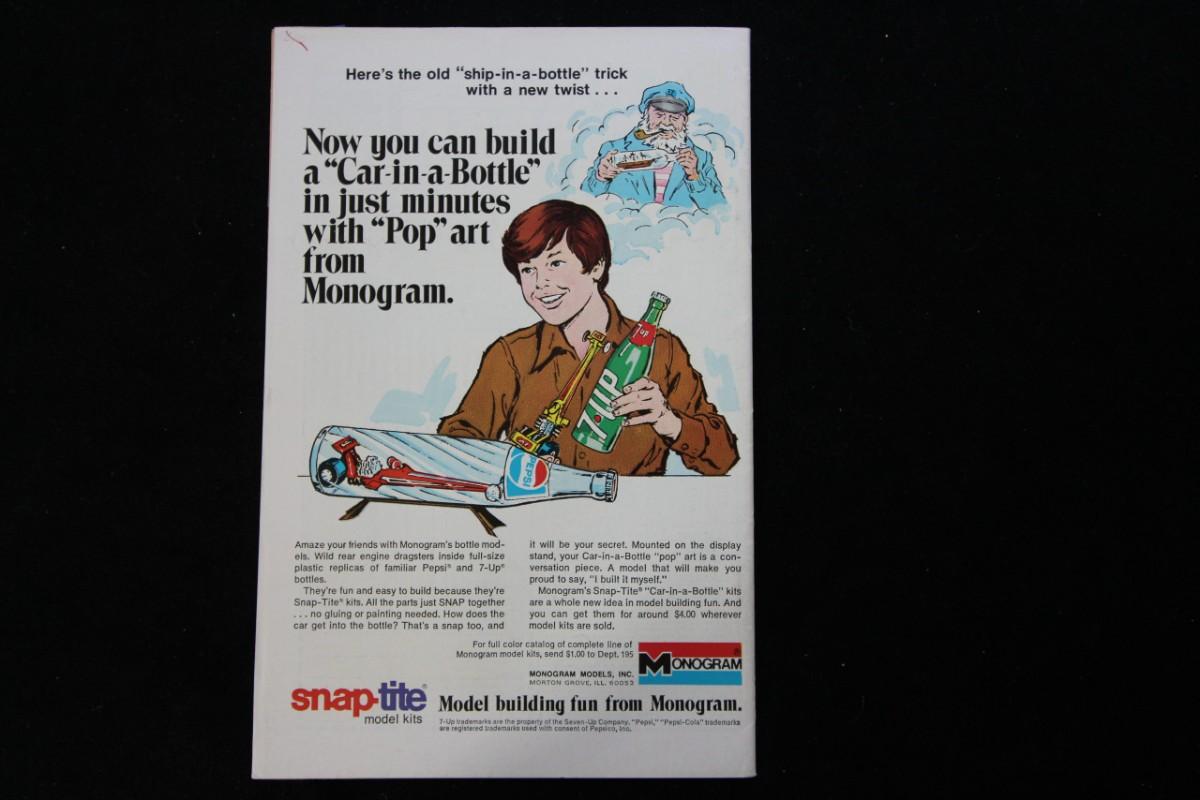 Here's the old "ship-in-a-bottle" trick
with a new twist . . .
Now you can build
a "Car-in-a-Bottle"
in just minutes
with "Pop" art
from
Monogram.
7up
7UP
PEPSI
Amaze your friends with Monogram's bottle mod-
els. Wild rear engine dragsters inside full-size
plastic replicas of familiar Pepsi® and 7-Up®
bottles.
They're fun and easy to build because they're
Snap-Tite® kits. All the parts just SNAP together
. . . no gluing or painting needed. How does the
car get into the bottle? That's a snap too, and
it will be your secret. Mounted on the display
stand, your Car-in-a-Bottle "pop" art is a con-
versation piece. A model that will make you
proud to say, "I built it myself."
Monogram's Snap-Tite® "Car-in-a-Bottle" kits
are a whole new idea in model building fun. And
you can get them for around $4.00 wherever
model kits are sold.
For full color catalog of complete line of
Monogram model kits, send $1.00 to Dept. 195
MONOGRAM MODELS, INC.
MORTON GROVE, ILL. 60053
MONOGRAM®
snap-tite®
model kits
Model building fun from Monogram.
7-Up trademarks are the property of the Seven-Up Company. "Pepsi," "Pepsi-Cola" trademarks
are registered trademarks used with consent of Pepsico, Inc.